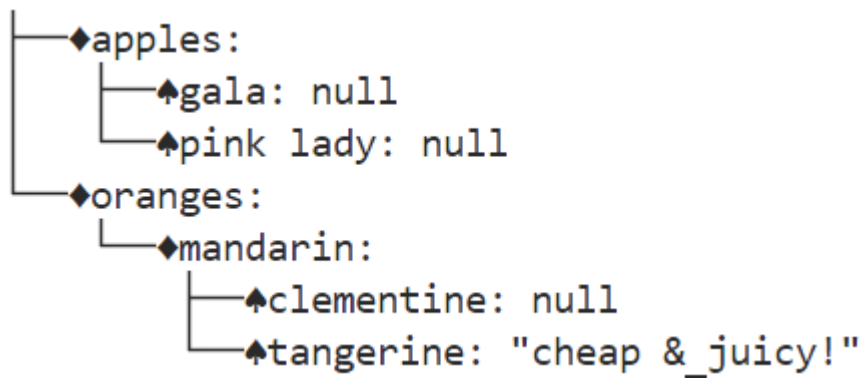 ├──♦apples:
│  ├──♠gala: null
│  └──♠pink lady: null
└──♦oranges:
   └──♦mandarin:
      ├──♠clementine: null
      └──♠tangerine: "cheap &_juicy!"